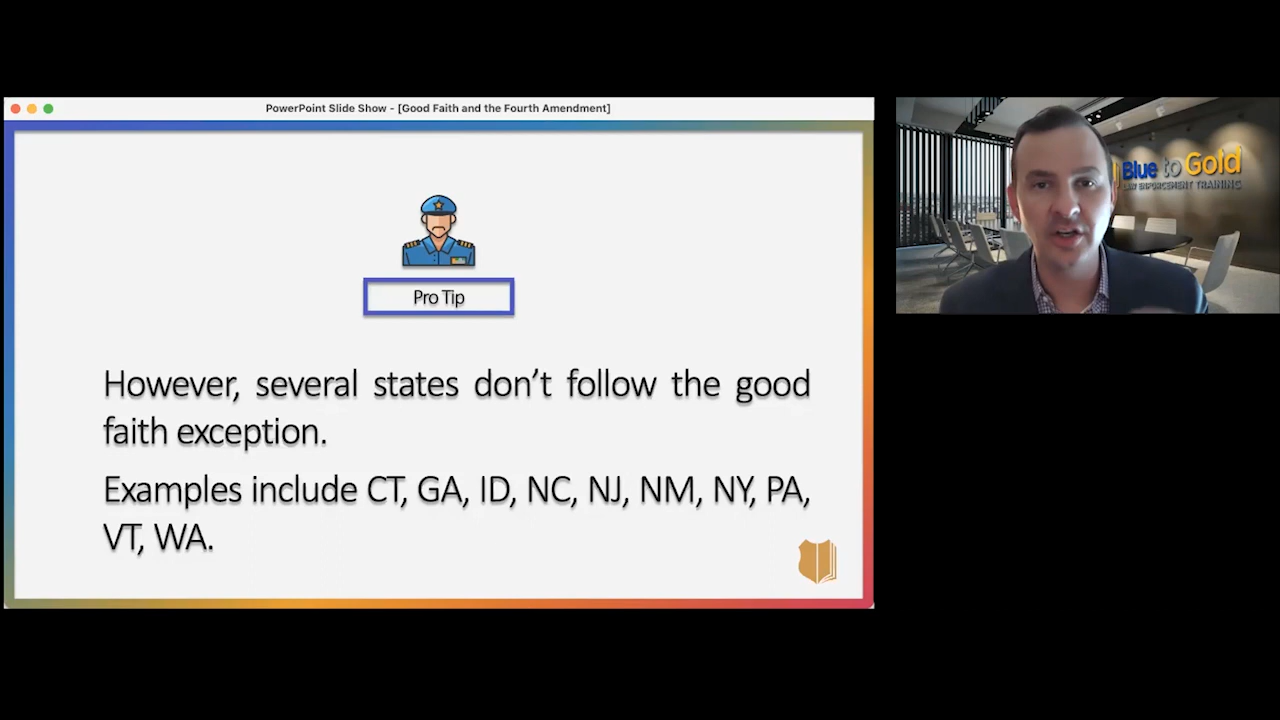 PowerPoint Slide Show - [Good Faith and the Fourth Amendment]
Pro Tip
However, several states don’t follow the good
faith exception.
Examples include CT, GA, ID, NC, NJ, NM, NY, PA,
VT, WA.
Blue to Gold
LAW ENFORCEMENT TRAINING